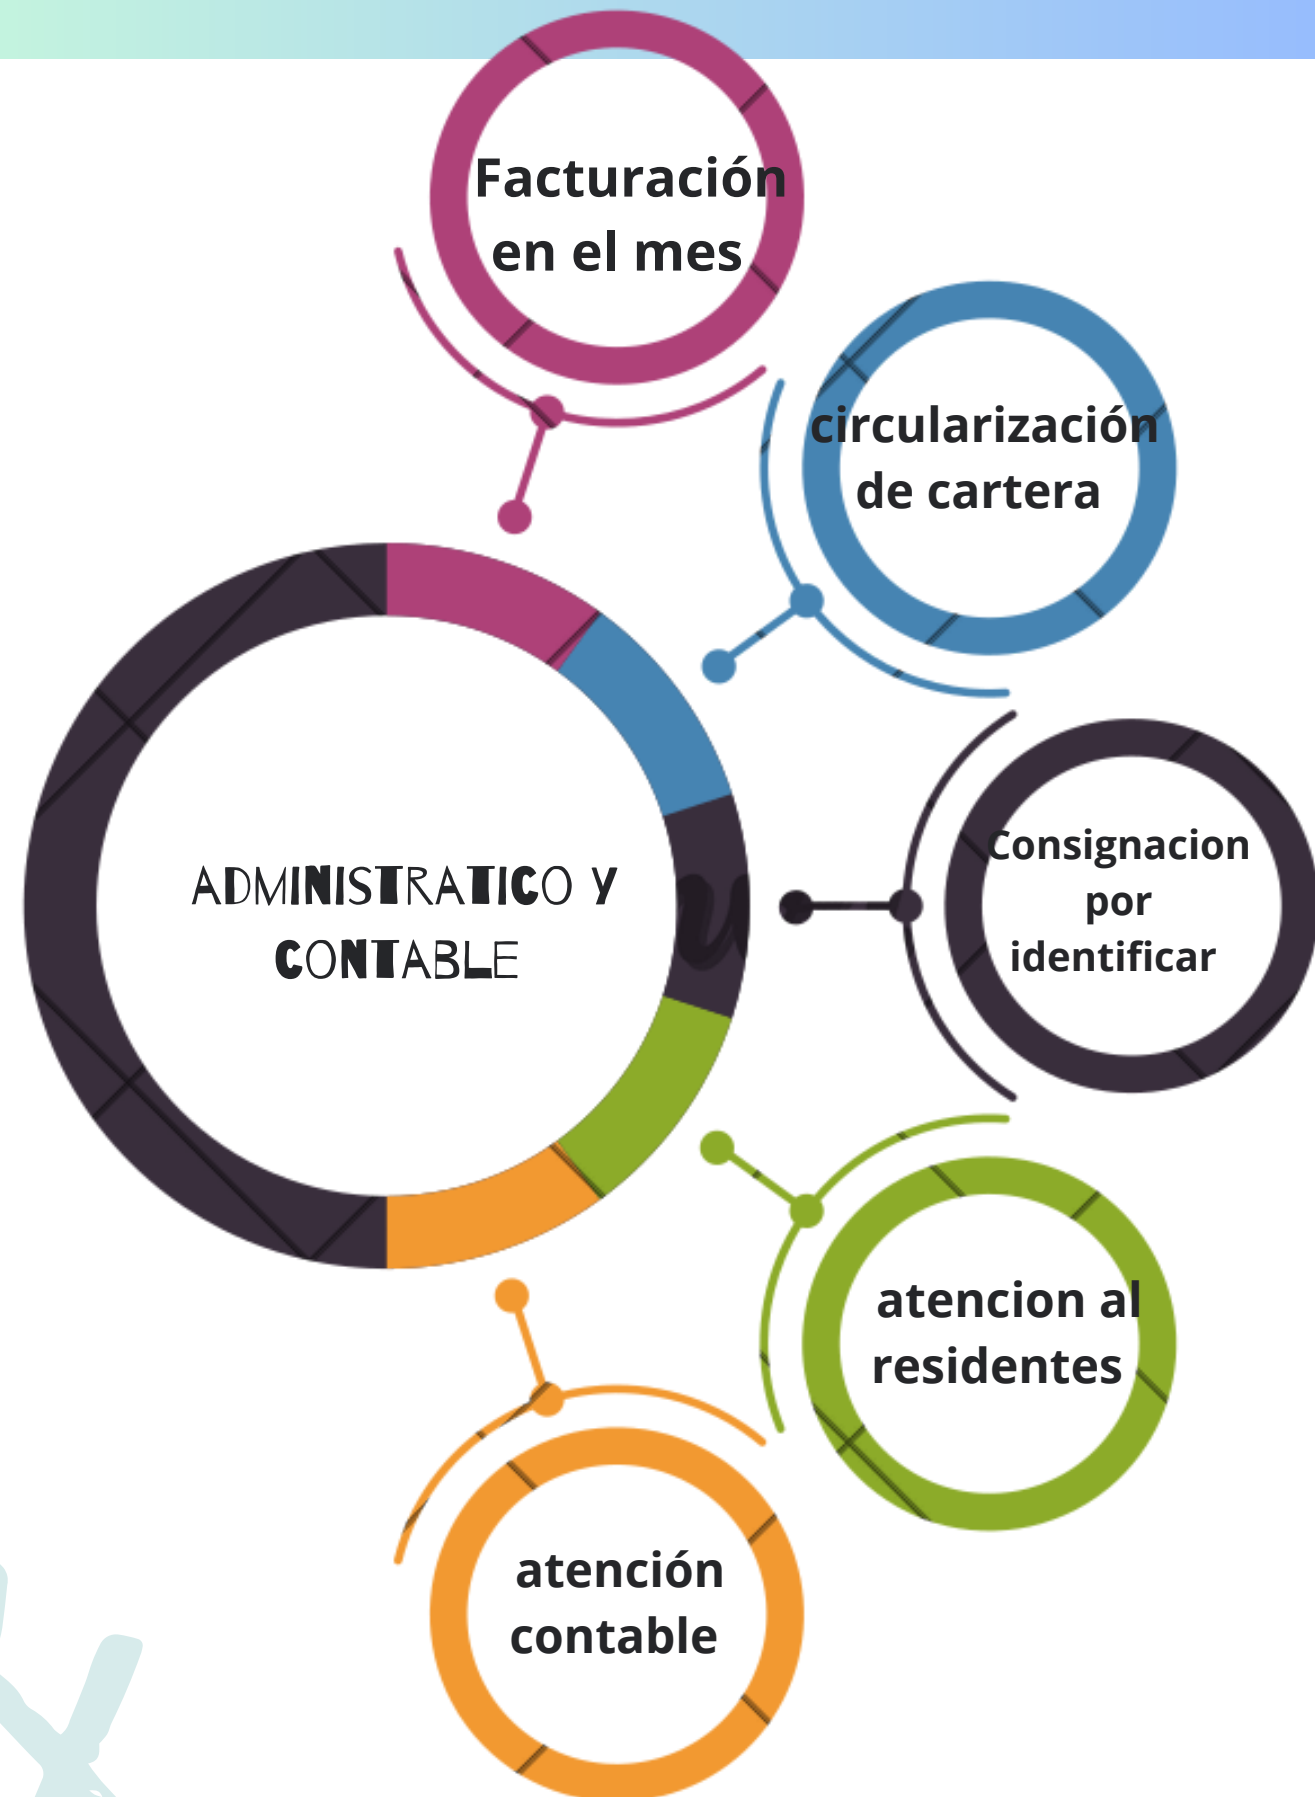 Facturación
en el mes
circularización
de cartera
ADMINISTRATICO Y
CONTABLE
Consignacion
por
identificar
atencion al
residentes
atención
contable